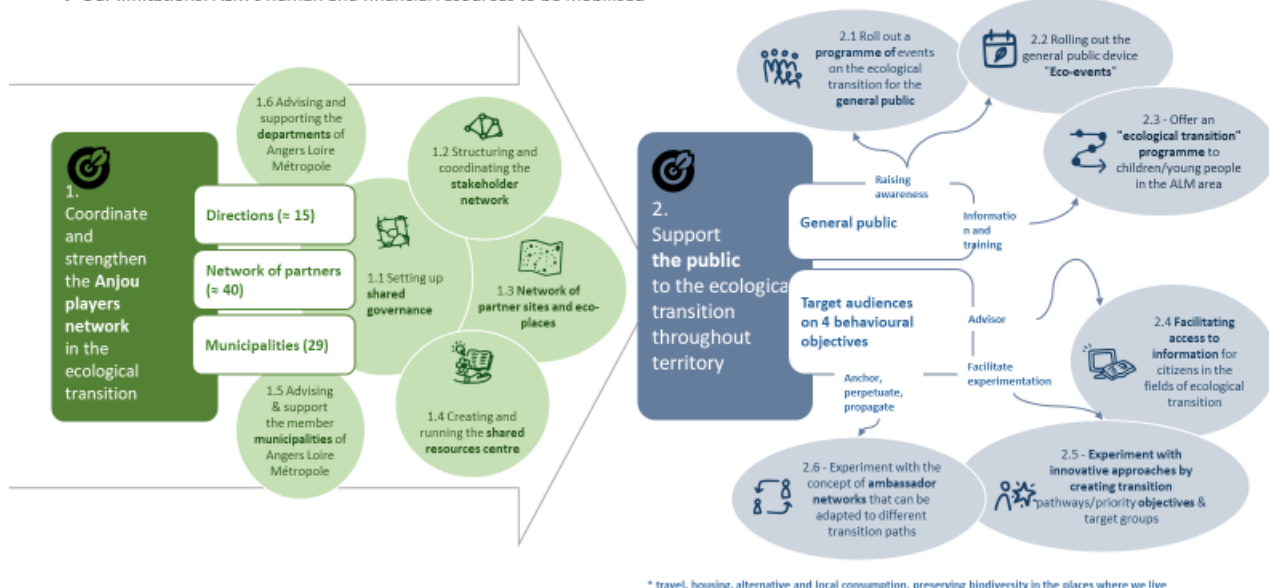 1.6 Advising and
supporting the
departments of
Angers Loire
Métropole
1.2 Structuring and
coordinating the
stakeholder
network
1.
Coordinate
and
strengthen
the Anjou
players
network
in the
ecological
transition
Directions (≈ 15)
Network of partners
(≈ 40)
Municipalities (29)
1.1 Setting up
shared
governance
1.3 Network of
partner sites and eco-
places
1.4 Creating and
running the shared
resources centre
1.5 Advising
& support
the member
municipalities of
Angers Loire
Métropole
2.
Support
the public
to the ecologica
transition
throughout
territory
General public
Target audiences
on 4 behavioural
objectives
Raising
awareness
Informatio
n and
training
Advisor
Facilitate
experimentation
Anchor,
perpetuate,
propagate
2.1 Roll out a
programme of events
on the ecological
transition for the
general public
2.2 Rolling out the
general public device
"Eco-events"
2.3 - Offer an
"ecological transition"
programme to
children/young people
in the ALM area
2.4 Facilitating
access to
information for
citizens in the
fields of ecological
transition
2.5 - Experiment with
innovative approaches by
creating transition
pathways/priority objectives &
target groups
2.6 - Experiment with the
concept of ambassador
networks that can be
adapted to different
transition paths
* travel, housing, alternative and local consumption, preserving biodiversity in the places where we live